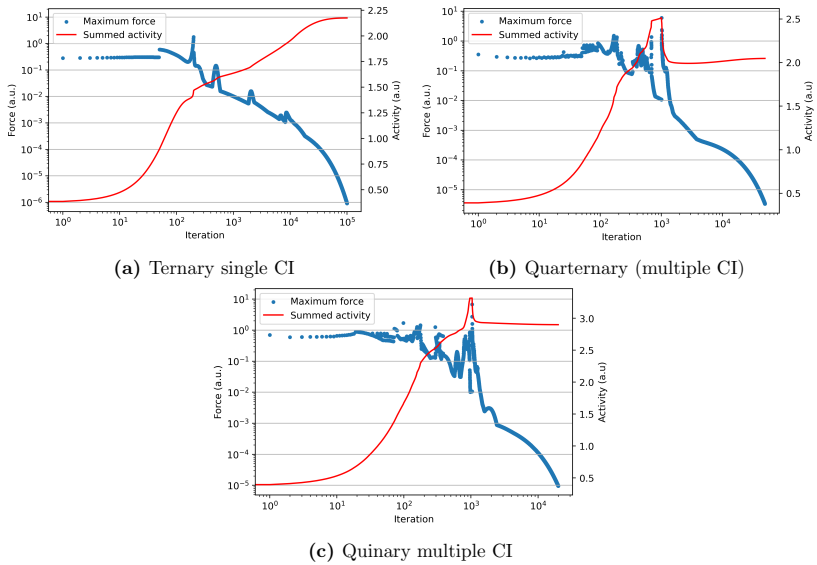 Maximum force
Summed activity
10¹
10⁰
10⁻¹
10⁻²
10⁻³
10⁻⁴
10⁻⁵
10⁻⁶
Force (a.u.)
2.25
2.00
1.75
1.50
1.25
1.00
0.75
0.50
Activity (a.u)
10⁰ 10¹ 10² 10³ 10⁴ 10⁵
Iteration
(a) Ternary single CI
Maximum force
Summed activity
10¹
10⁰
10⁻¹
10⁻²
10⁻³
10⁻⁴
10⁻⁵
Force (a.u.)
2.5
2.0
1.5
1.0
0.5
Activity (a.u)
10⁰ 10¹ 10² 10³ 10⁴
Iteration
(b) Quarternary (multiple CI)
Maximum force
Summed activity
10¹
10⁰
10⁻¹
10⁻²
10⁻³
10⁻⁴
10⁻⁵
Force (a.u.)
3.0
2.5
2.0
1.5
1.0
0.5
Activity (a.u)
10⁰ 10¹ 10² 10³ 10⁴
Iteration
(c) Quinary multiple CI